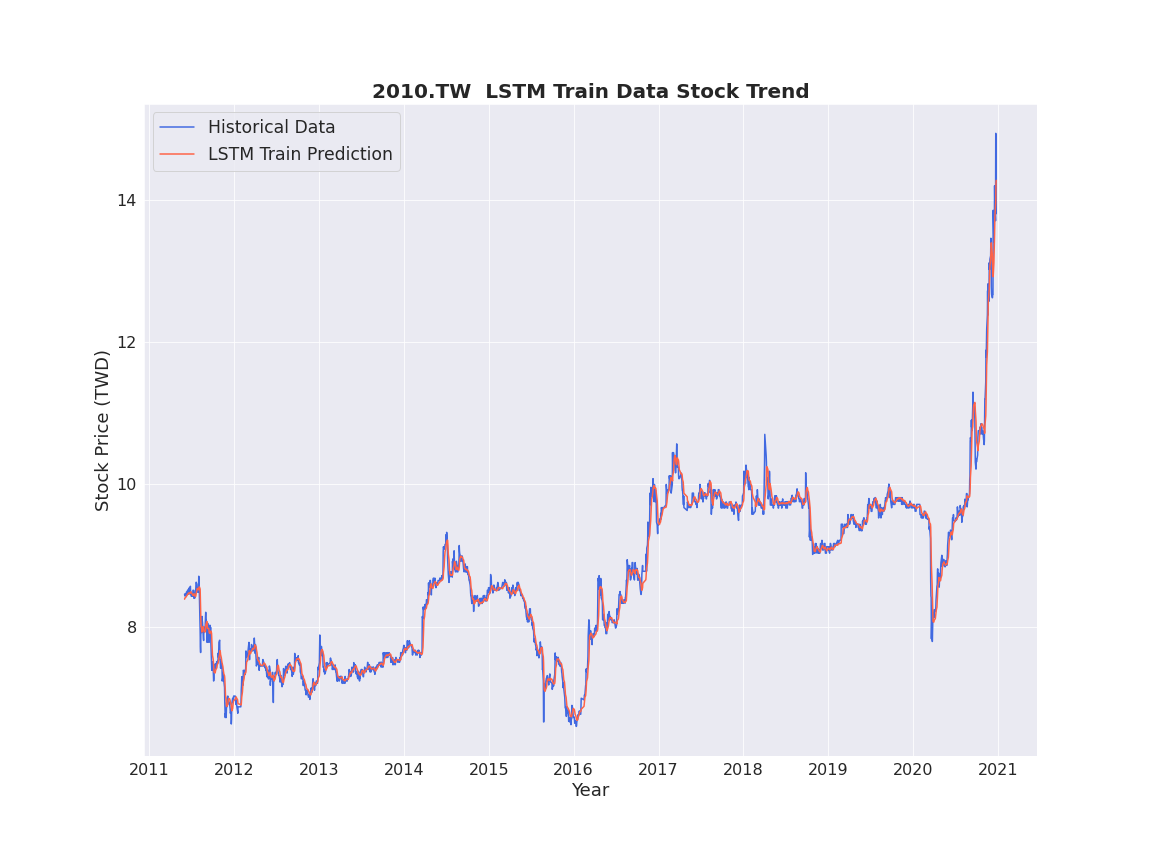 2010.TW  LSTM Train Data Stock Trend
Historical Data
LSTM Train Prediction
Stock Price (TWD)
14
12
10
8
2011 2012 2013 2014 2015 2016 2017 2018 2019 2020 2021
Year